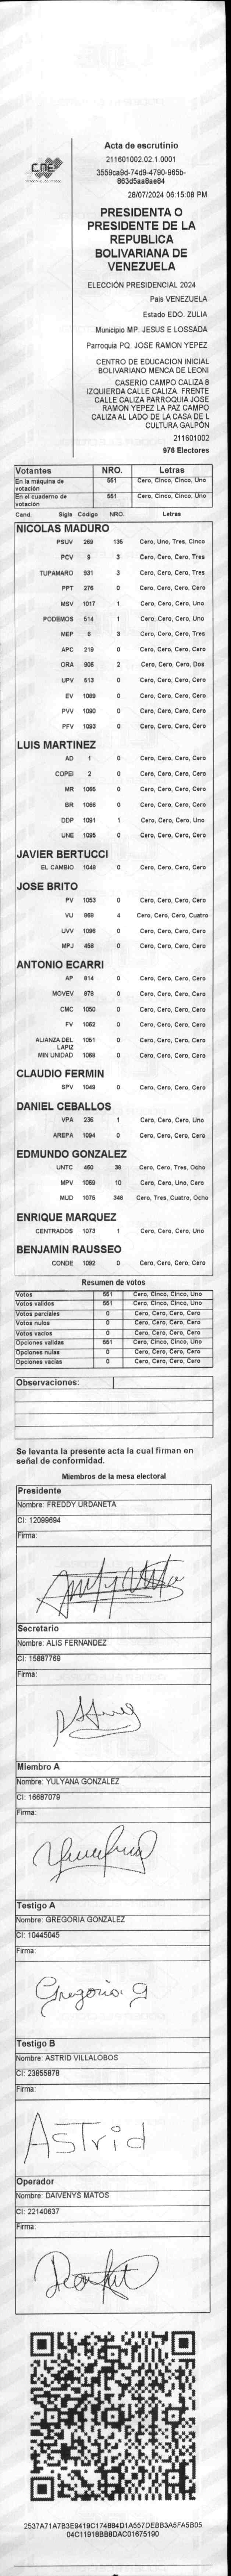 CNE
Acta de escrutinio
211601002.02.1.0001
3559ca9d-74d9-4790-965b-
863d5aa8ae84
28/07/2024 06:15:08 PM
PRESIDENTA O
PRESIDENTE DE LA
REPUBLICA
BOLIVARIANA DE
VENEZUELA
ELECCIÓN PRESIDENCIAL 2024
País VENEZUELA
Estado EDO. ZULIA
Municipio MP. JESUS E LOSSADA
Parroquia PQ. JOSE RAMON YEPEZ
CENTRO DE EDUCACION INICIAL
BOLIVARIANO MENCA DE LEONI
CASERIO CAMPO CALIZA B
IZQUIERDA CALLE CALIZA. FRENTE
CALLE CALIZA PARROQUIA JOSE
RAMON YEPEZ LA PAZ CAMPO
CALIZA AL LADO DE LA CASA DE L
CULTURA GALPÓN
211601002
976 Electores
Votantes NRO. Letras
En la máquina de votación 551 Cero, Cinco, Cinco, Uno
En el cuaderno de votación 551 Cero, Cinco, Cinco, Uno
Cand. Sigla Código NRO. Letras
NICOLAS MADURO
PSUV 269 135 Cero, Uno, Tres, Cinco
PCV 9 3 Cero, Cero, Cero, Tres
TUPAMARO 931 3 Cero, Cero, Cero, Tres
PPT 276 0 Cero, Cero, Cero, Cero
MSV 1017 1 Cero, Cero, Cero, Uno
PODEMOS 514 1 Cero, Cero, Cero, Uno
MEP 6 3 Cero, Cero, Cero, Tres
APC 219 0 Cero, Cero, Cero, Cero
ORA 906 2 Cero, Cero, Cero, Dos
UPV 513 0 Cero, Cero, Cero, Cero
EV 1089 0 Cero, Cero, Cero, Cero
PVV 1090 0 Cero, Cero, Cero, Cero
PFV 1093 0 Cero, Cero, Cero, Cero
LUIS MARTINEZ
AD 1 0 Cero, Cero, Cero, Cero
COPEI 2 0 Cero, Cero, Cero, Cero
MR 1065 0 Cero, Cero, Cero, Cero
BR 1066 0 Cero, Cero, Cero, Cero
DDP 1091 1 Cero, Cero, Cero, Uno
UNE 1095 0 Cero, Cero, Cero, Cero
JAVIER BERTUCCI
EL CAMBIO 1048 0 Cero, Cero, Cero, Cero
JOSE BRITO
PV 1053 0 Cero, Cero, Cero, Cero
VU 969 4 Cero, Cero, Cero, Cuatro
UVV 1096 0 Cero, Cero, Cero, Cero
MPJ 458 0 Cero, Cero, Cero, Cero
ANTONIO ECARRI
AP 914 0 Cero, Cero, Cero, Cero
MOVEV 979 0 Cero, Cero, Cero, Cero
CMC 1050 0 Cero, Cero, Cero, Cero
FV 1062 0 Cero, Cero, Cero, Cero
ALIANZA DEL LAPIZ 1051 0 Cero, Cero, Cero, Cero
MIN UNIDAD 1068 0 Cero, Cero, Cero, Cero
CLAUDIO FERMIN
SPV 1049 0 Cero, Cero, Cero, Cero
DANIEL CEBALLOS
VPA 236 1 Cero, Cero, Cero, Uno
AREPA 1094 0 Cero, Cero, Cero, Cero
EDMUNDO GONZALEZ
UNTC 460 38 Cero, Cero, Tres, Ocho
MPV 1069 10 Cero, Cero, Uno, Cero
MUD 1075 348 Cero, Tres, Cuatro, Ocho
ENRIQUE MARQUEZ
CENTRADOS 1073 1 Cero, Cero, Cero, Uno
BENJAMIN RAUSSEO
CONDE 1092 0 Cero, Cero, Cero, Cero
Resumen de votos
Votos 551 Cero, Cinco, Cinco, Uno
Votos validos 551 Cero, Cinco, Cinco, Uno
Votos parciales 0 Cero, Cero, Cero, Cero
Votos nulos 0 Cero, Cero, Cero, Cero
Votos vacios 0 Cero, Cero, Cero, Cero
Opciones validas 551 Cero, Cinco, Cinco, Uno
Opciones nulas 0 Cero, Cero, Cero, Cero
Opciones vacias 0 Cero, Cero, Cero, Cero
Observaciones:
Se levanta la presente acta la cual firman en
señal de conformidad.
Miembros de la mesa electoral
Presidente
Nombre: FREDDY URDANETA
CI: 12099694
Firma:
Secretario
Nombre: ALIS FERNANDEZ
CI: 15887769
Firma:
Miembro A
Nombre: YULYANA GONZALEZ
CI: 16687079
Firma:
Testigo A
Nombre: GREGORIA GONZALEZ
CI: 10445045
Firma:
Gregoria g
Testigo B
Nombre: ASTRID VILLALOBOS
CI: 23855878
Firma:
Astrid
Operador
Nombre: DAIVENYS MATOS
CI: 22140637
Firma:
2537A71A7B3E9419C174884D1A557DEBB3A5FA5B05
04C11918BB8DAC01675190